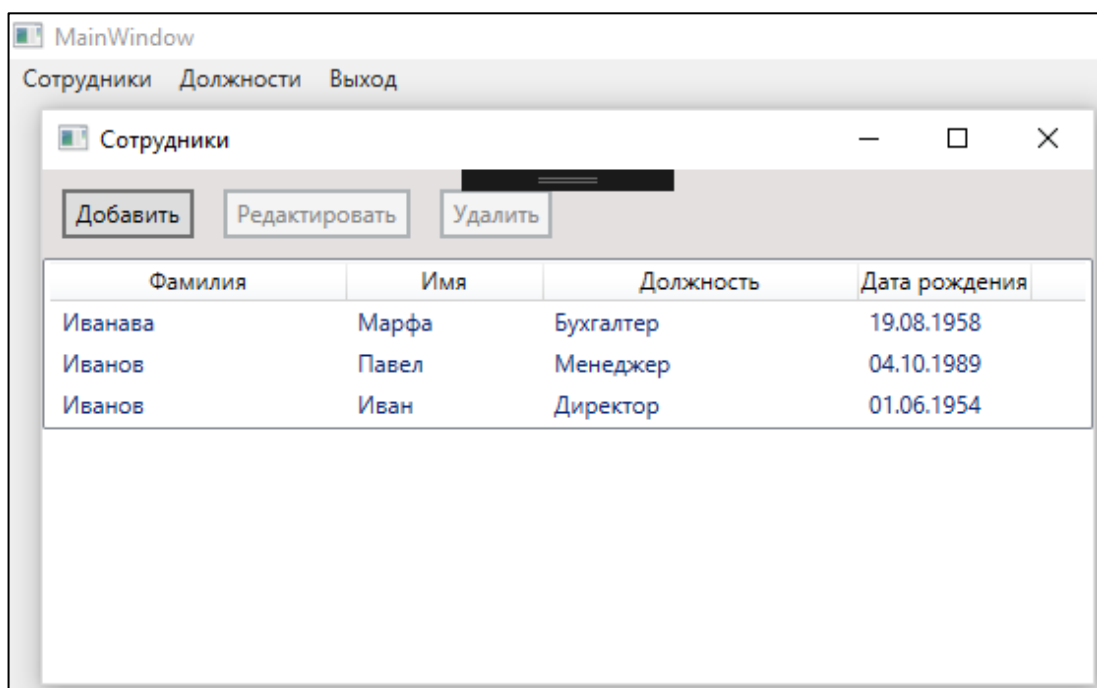 MainWindow
Сотрудники Должности Выход
Сотрудники
Добавить Редактировать Удалить
Фамилия Имя Должность Дата рождения
Иванава Марфа Бухгалтер 19.08.1958
Иванов Павел Менеджер 04.10.1989
Иванов Иван Директор 01.06.1954